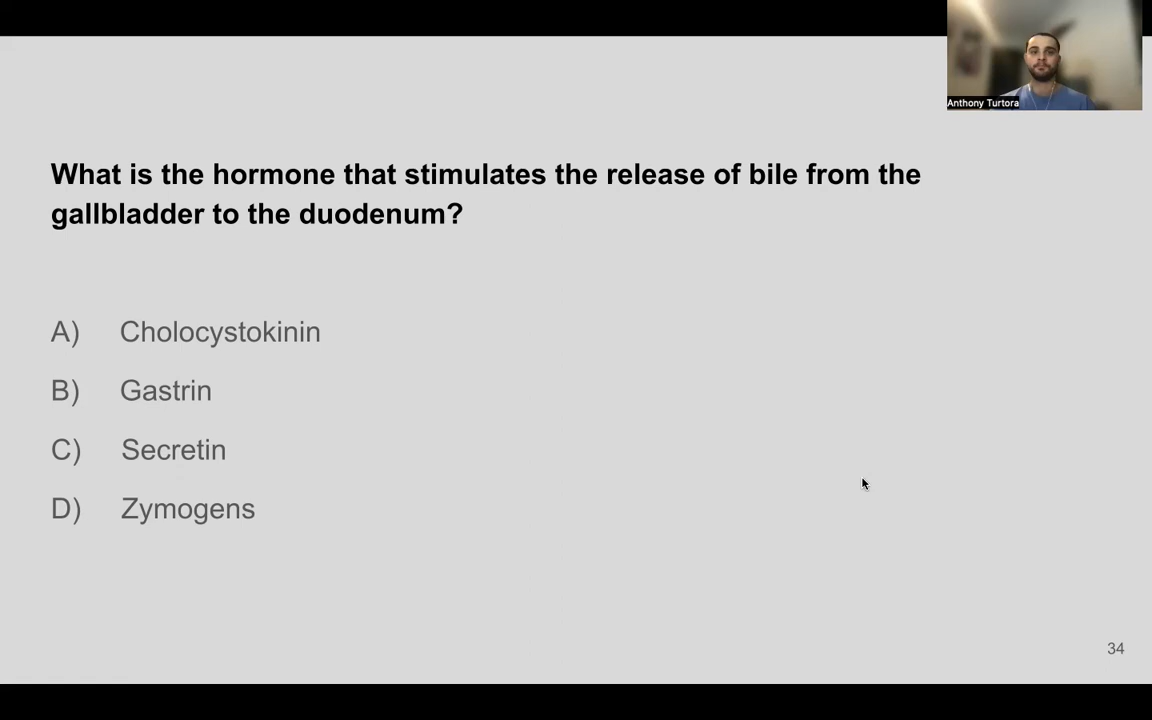 Anthony Turtora
What is the hormone that stimulates the release of bile from the
gallbladder to the duodenum?
A) Cholocystokinin
B) Gastrin
C) Secretin
D) Zymogens
34